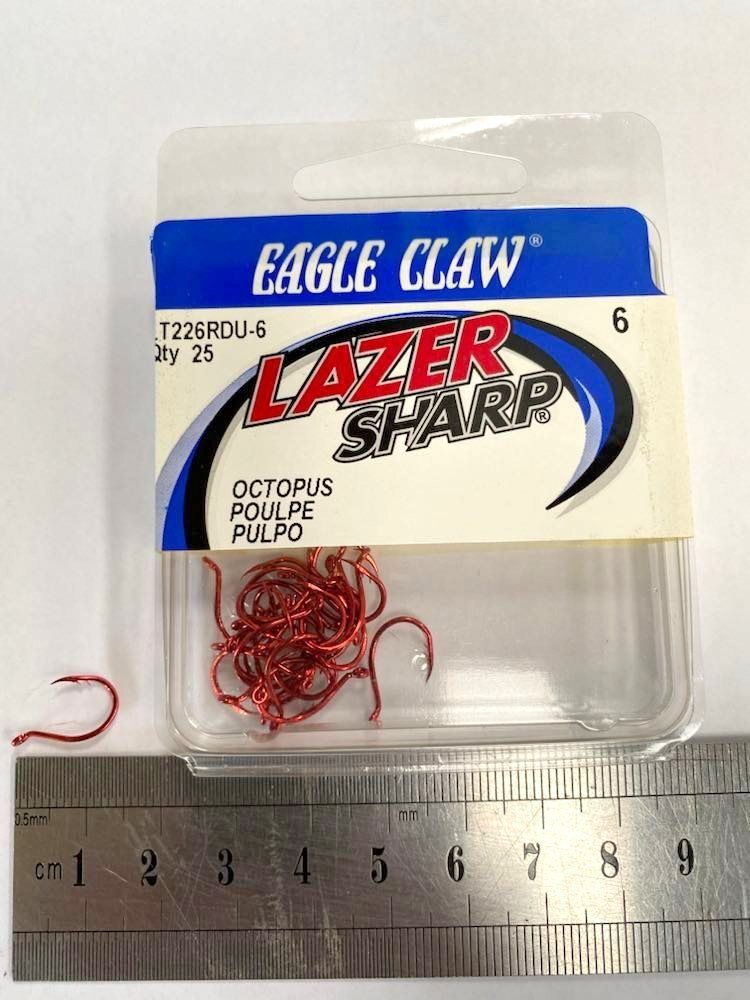 EAGLE CLAW®
LT226RDU-6
Qty 25
6
LAZER
SHARP®
OCTOPUS
POULPE
PULPO
0.5mm
mm
cm 1 2 3 4 5 6 7 8 9